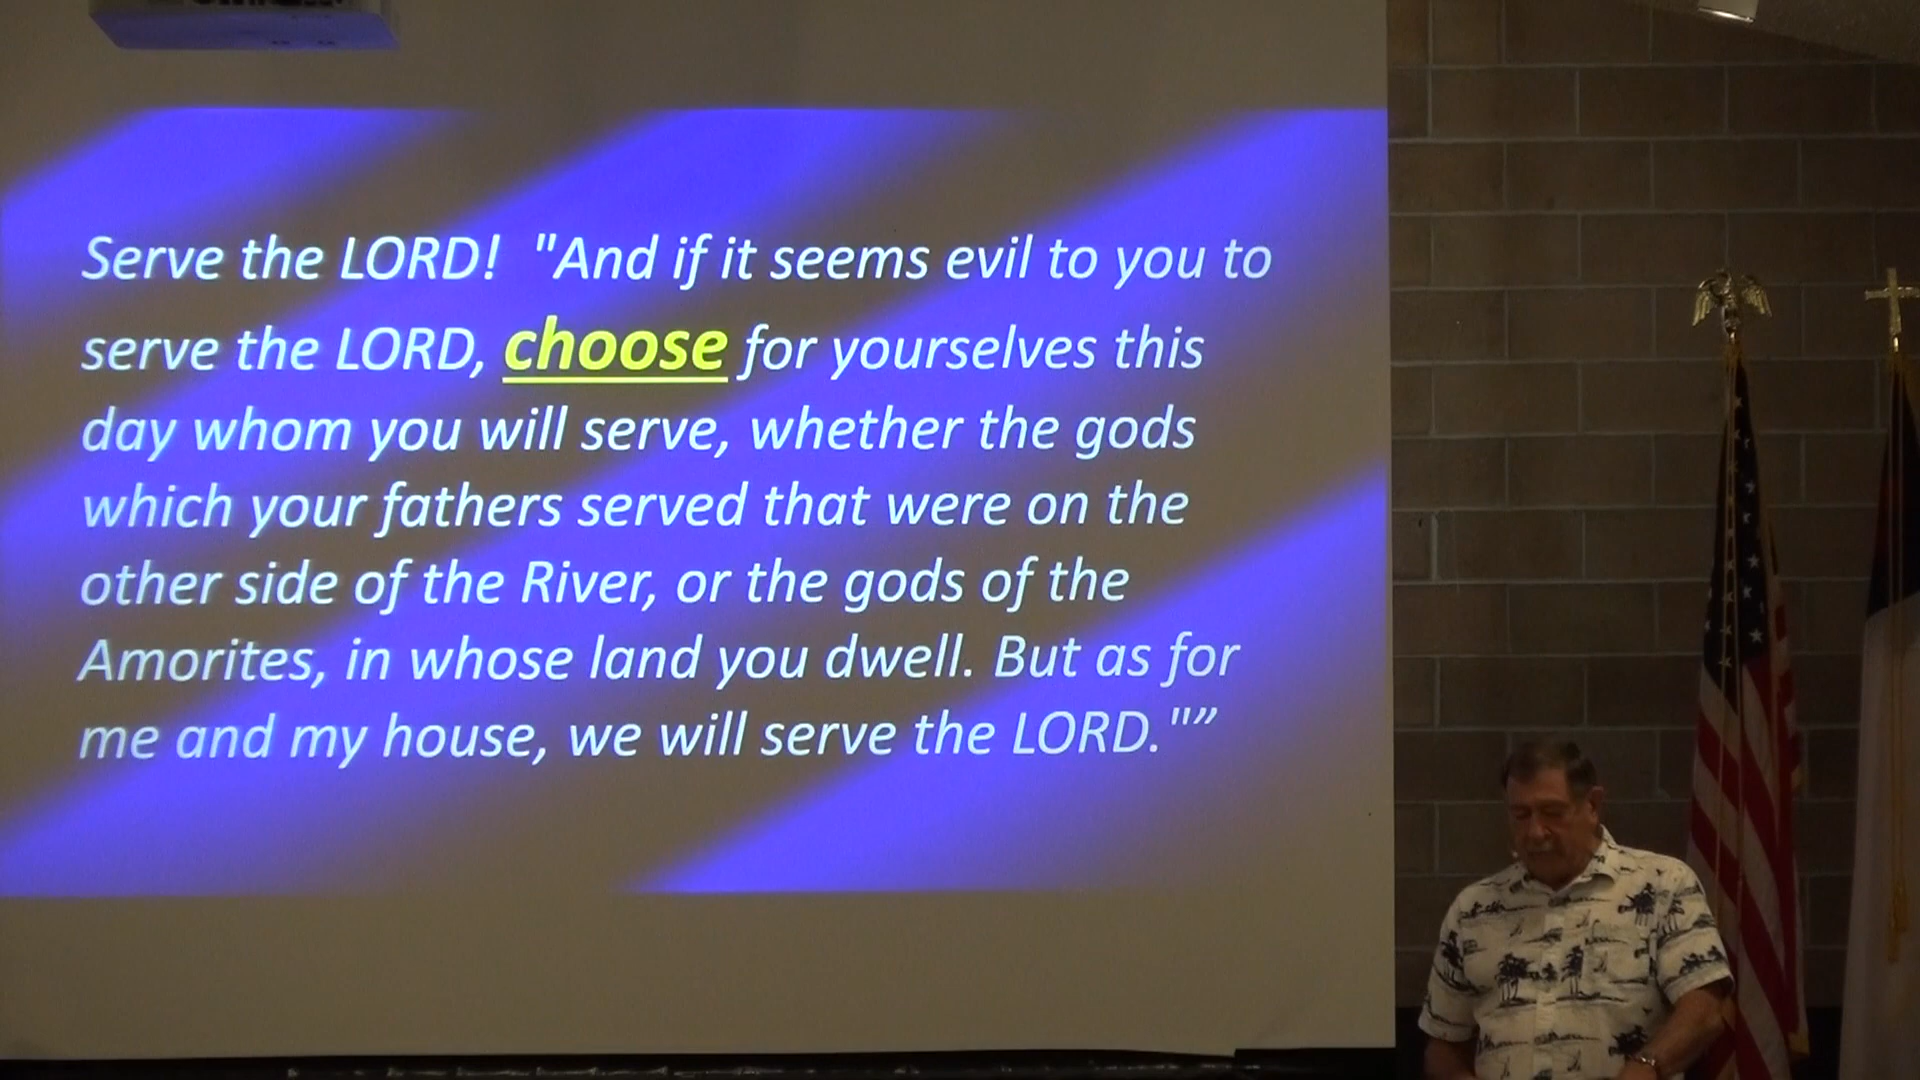 Serve the LORD!  "And if it seems evil to you to
serve the LORD, choose for yourselves this
day whom you will serve, whether the gods
which your fathers served that were on the
other side of the River, or the gods of the
Amorites, in whose land you dwell. But as for
me and my house, we will serve the LORD."”